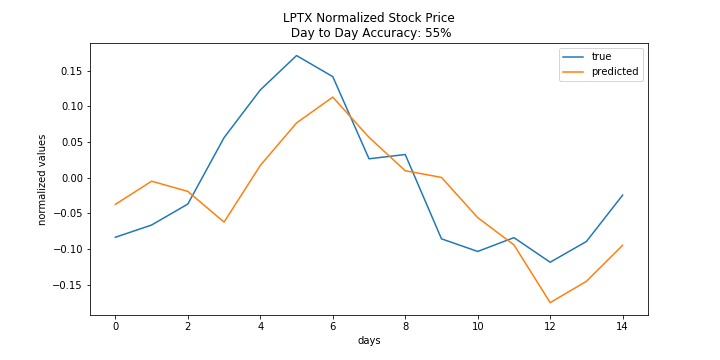 LPTX Normalized Stock Price
Day to Day Accuracy: 55%
true
predicted
normalized values
0.15
0.10
0.05
0.00
−0.05
−0.10
−0.15
0 2 4 6 8 10 12 14
days